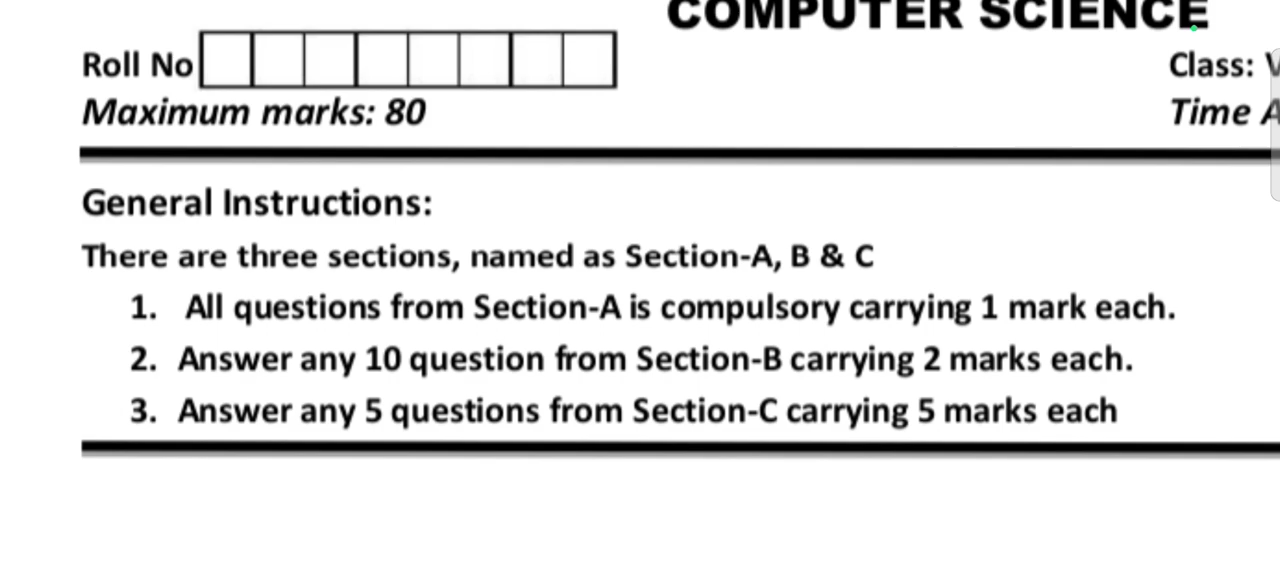 COMPUTER SCIENCE
Roll No
Class:
Maximum marks: 80
Time
General Instructions:
There are three sections, named as Section-A, B & C
1. All questions from Section-A is compulsory carrying 1 mark each.
2. Answer any 10 question from Section-B carrying 2 marks each.
3. Answer any 5 questions from Section-C carrying 5 marks each